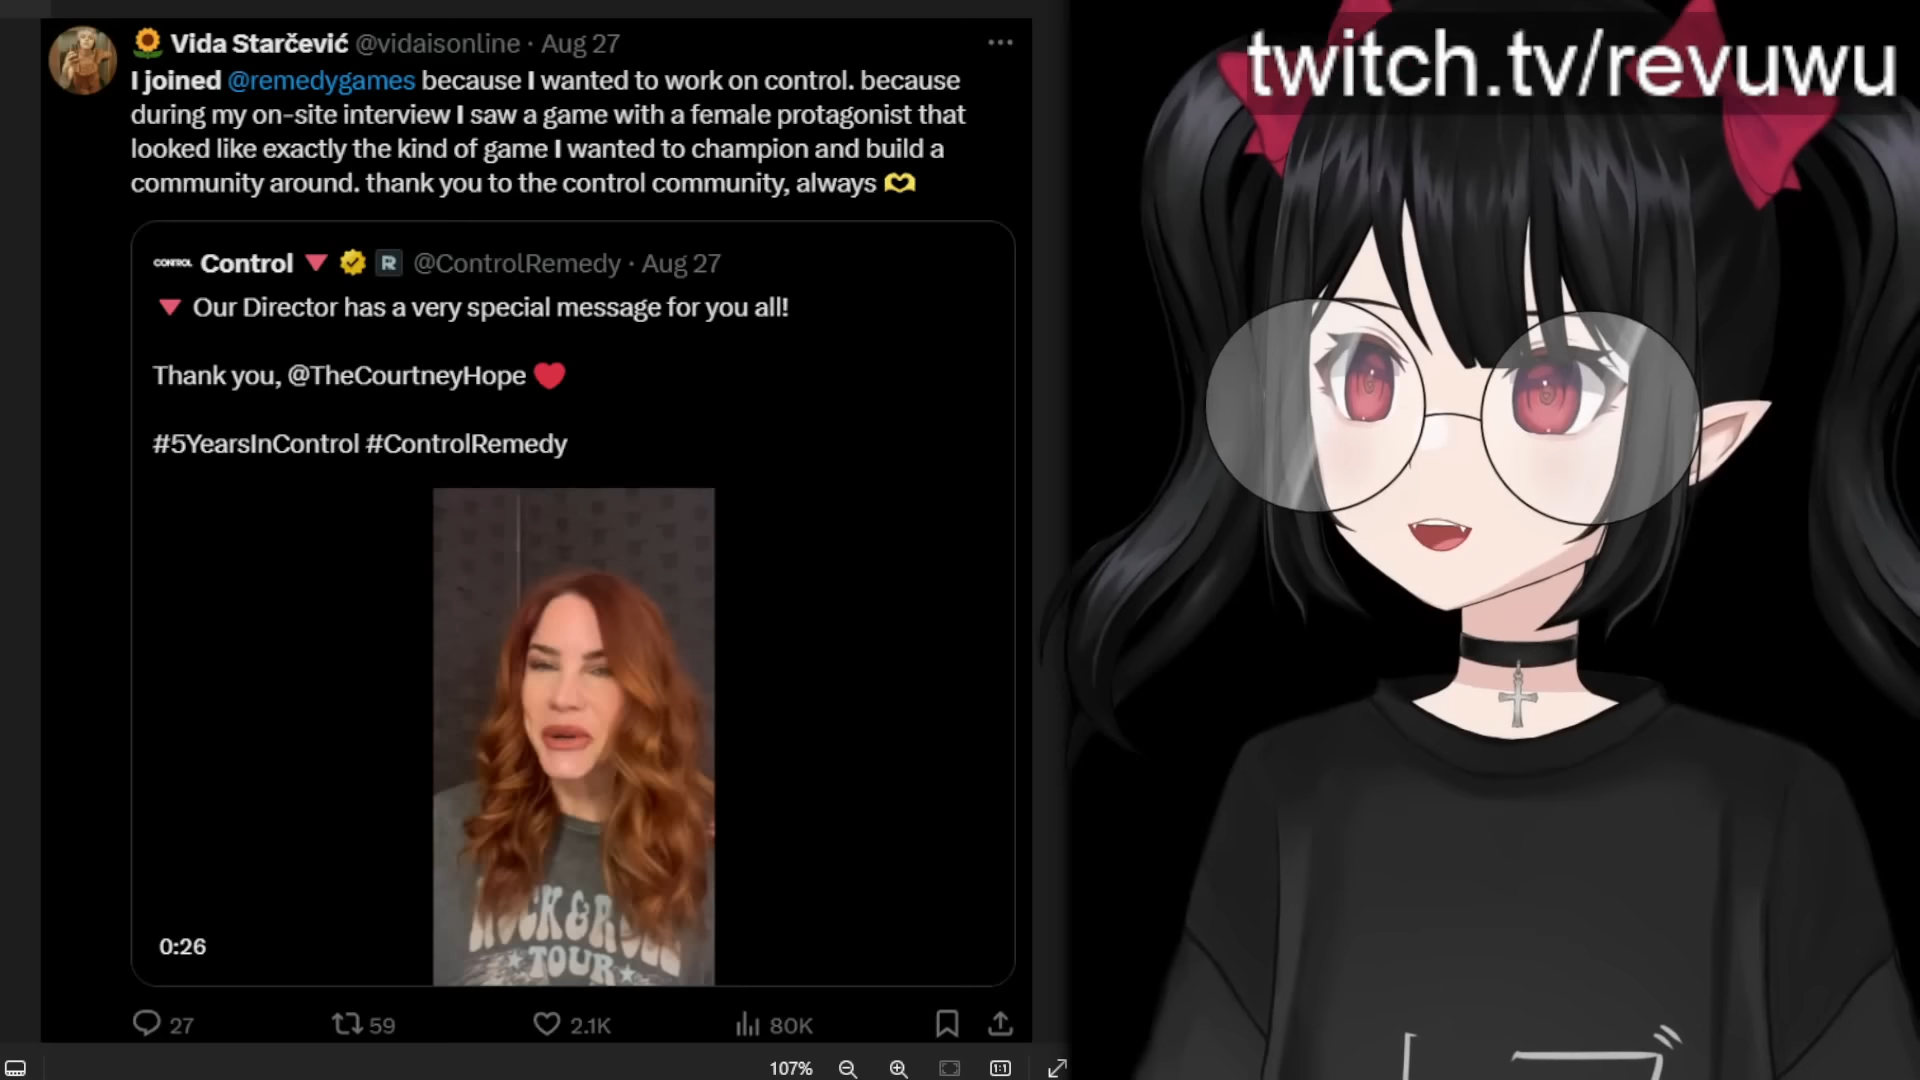 twitch.tv/revuwu
Vida Starčević @vidaisonline · Aug 27
I joined @remedygames because I wanted to work on control. because
during my on-site interview I saw a game with a female protagonist that
looked like exactly the kind of game I wanted to champion and build a
community around. thank you to the control community, always
CONTROL Control R @ControlRemedy · Aug 27
Our Director has a very special message for you all!
Thank you, @TheCourtneyHope
#5YearsInControl #ControlRemedy
TOUR
0:26
27 59 2.1K 80K
107% 1:1